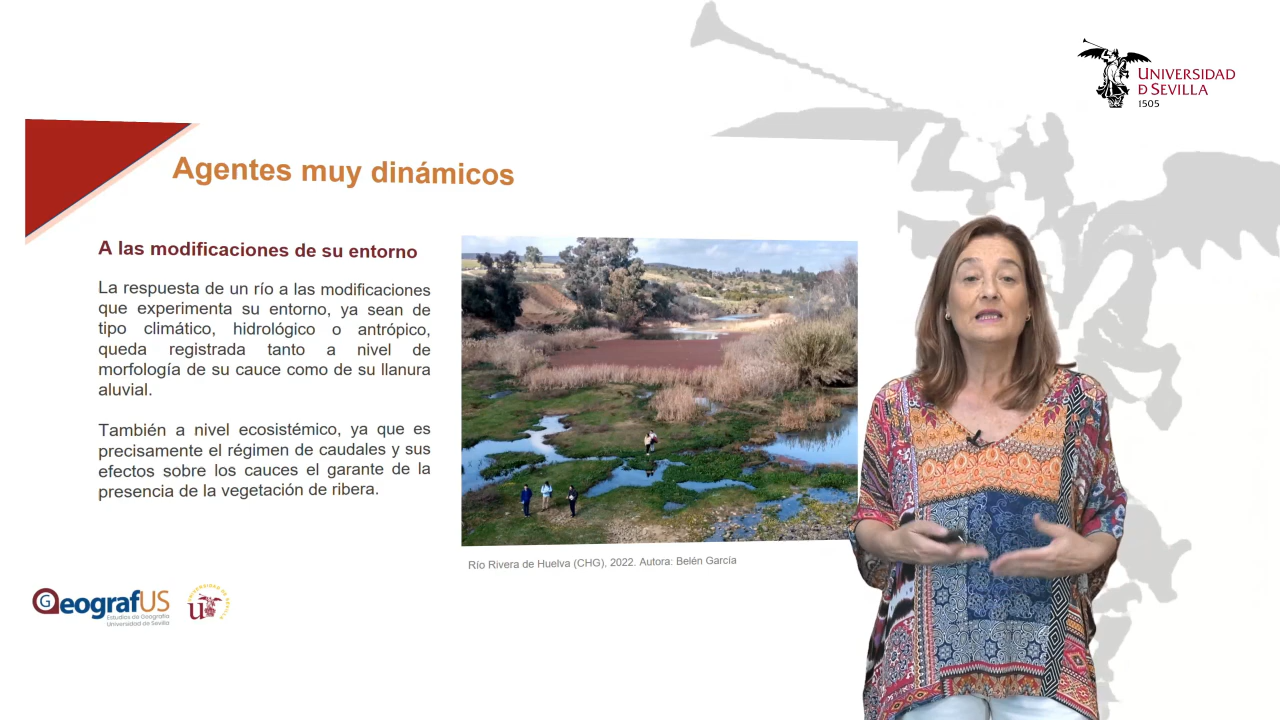 UNIVERSIDAD
D SEVILLA
1505
Agentes muy dinámicos
A las modificaciones de su entorno
La respuesta de un río a las modificaciones
que experimenta su entorno, ya sean de
tipo climático, hidrológico o antrópico,
queda registrada tanto a nivel de
morfología de su cauce como de su llanura
aluvial.
También a nivel ecosistémico, ya que es
precisamente el régimen de caudales y sus
efectos sobre los cauces el garante de la
presencia de la vegetación de ribera.
Río Rivera de Huelva (CHG), 2022. Autora: Belén García
GeografUS
Estudios de Geografía
Universidad de Sevilla
UNIVERSIDAD DE SEVILLA